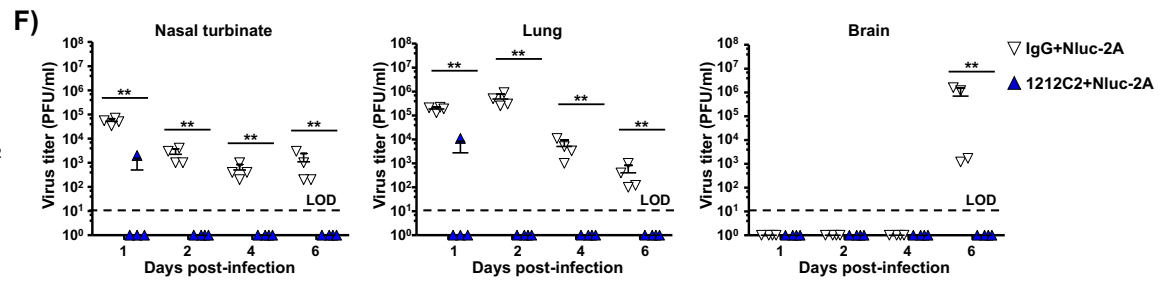 F)
Nasal turbinate
Virus titer (PFU/ml)
10⁸
10⁷
10⁶
10⁵
10⁴
10³
10²
10¹
10⁰
** ** ** **
LOD
1 2 4 6
Days post-infection
Lung
Virus titer (PFU/ml)
10⁸
10⁷
10⁶
10⁵
10⁴
10³
10²
10¹
10⁰
** ** ** **
LOD
1 2 4 6
Days post-infection
Brain
Virus titer (PFU/ml)
10⁸
10⁷
10⁶
10⁵
10⁴
10³
10²
10¹
10⁰
**
LOD
1 2 4 6
Days post-infection
IgG+Nluc-2A
1212C2+Nluc-2A